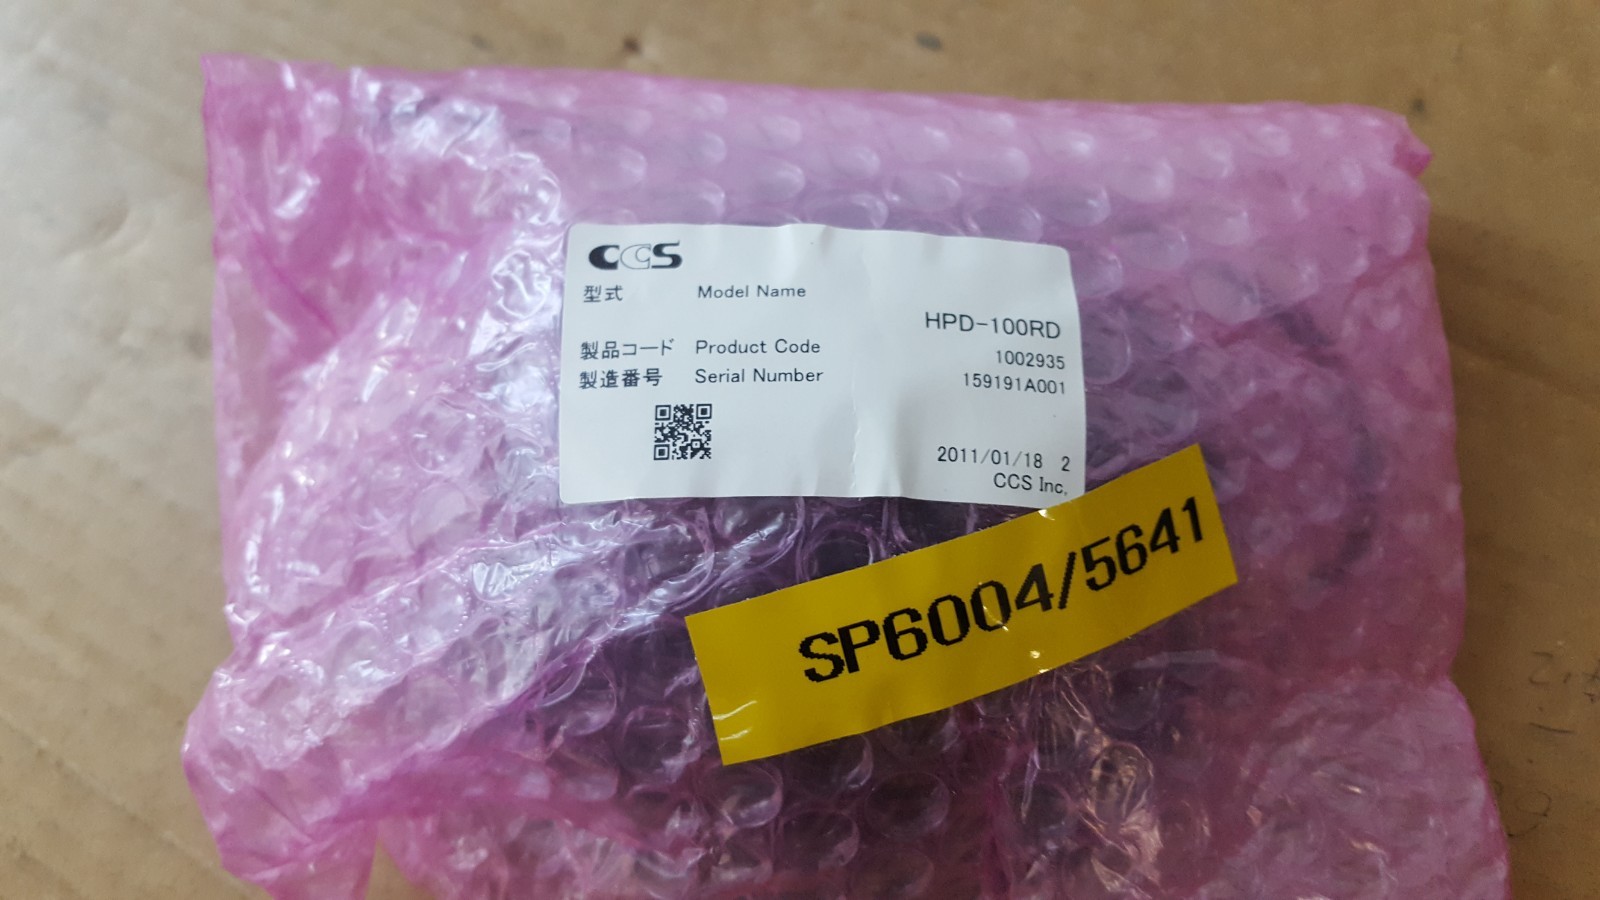 CCS
型式 Model Name
HPD-100RD
製品コード Product Code 1002935
製造番号 Serial Number 159191A001
2011/01/18 2
CCS Inc.
SP6004/5641